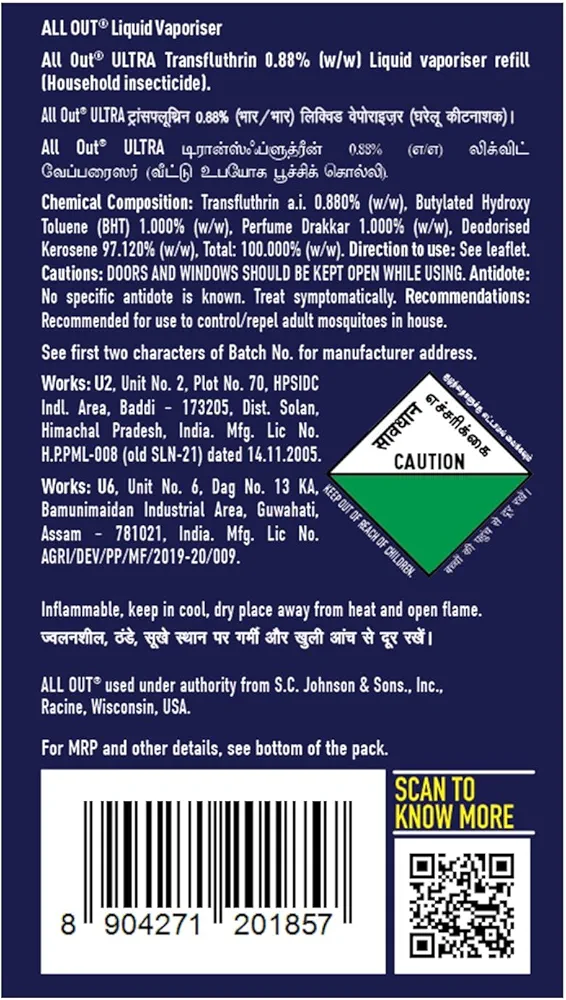 ALL OUT® Liquid Vaporiser
All Out® ULTRA Transfluthrin 0.88% (w/w) Liquid vaporiser refill
(Household insecticide).
All Out® ULTRA ट्रांसफ्लूथ्रिन 0.88% (भार/भार) लिक्विड वेपोराइज़र (घरेलू कीटनाशक)।
All Out® ULTRA டிரான்ஸ்ஃப்ளுத்ரீன் 0.88% (எ/எ) லிக்விட்
வேப்பரைஸர் (வீட்டு உபயோக பூச்சிக் கொல்லி).
Chemical Composition: Transfluthrin a.i. 0.880% (w/w), Butylated Hydroxy
Toluene (BHT) 1.000% (w/w), Perfume Drakkar 1.000% (w/w), Deodorised
Kerosene 97.120% (w/w), Total: 100.000% (w/w). Direction to use: See leaflet.
Cautions: DOORS AND WINDOWS SHOULD BE KEPT OPEN WHILE USING. Antidote:
No specific antidote is known. Treat symptomatically. Recommendations:
Recommended for use to control/repel adult mosquitoes in house.
See first two characters of Batch No. for manufacturer address.
Works: U2, Unit No. 2, Plot No. 70, HPSIDC
Indl. Area, Baddi – 173205, Dist. Solan,
Himachal Pradesh, India. Mfg. Lic No.
H.P.PML-008 (old SLN-21) dated 14.11.2005.
Works: U6, Unit No. 6, Dag No. 13 KA,
Bamunimaidan Industrial Area, Guwahati,
Assam – 781021, India. Mfg. Lic No.
AGRI/DEV/PP/MF/2019-20/009.
सावधान
எச்சரிக்கை
CAUTION
KEEP OUT OF REACH OF CHILDREN.
बच्चों की पहुंच से दूर रखें।
Inflammable, keep in cool, dry place away from heat and open flame.
ज्वलनशील, ठंडे, सूखे स्थान पर गर्मी और खुली आंच से दूर रखें।
ALL OUT® used under authority from S.C. Johnson & Sons., Inc.,
Racine, Wisconsin, USA.
For MRP and other details, see bottom of the pack.
8 904271 201857
SCAN TO
KNOW MORE